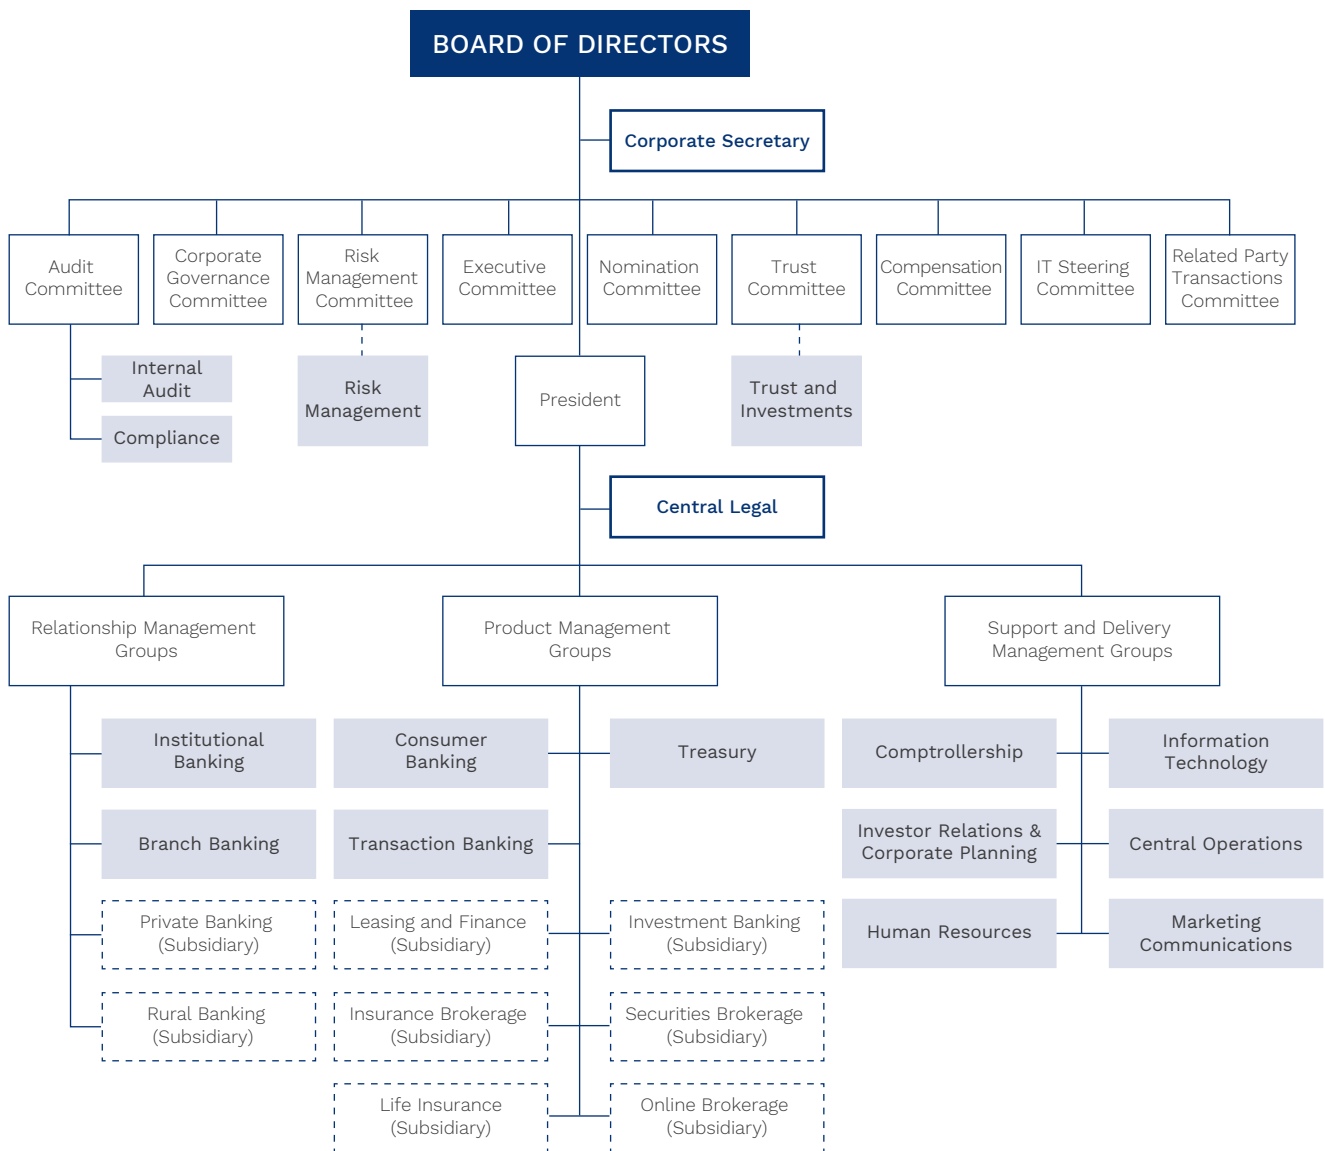 BOARD OF DIRECTORS
Corporate Secretary
Audit
Committee
Corporate
Governance
Committee
Risk
Management
Committee
Executive
Committee
Nomination
Committee
Trust
Committee
Compensation
Committee
IT Steering
Committee
Related Party
Transactions
Committee
Internal
Audit
Compliance
Risk
Management
President
Trust and
Investments
Central Legal
Relationship Management
Groups
Product Management
Groups
Support and Delivery
Management Groups
Institutional
Banking
Consumer
Banking
Treasury
Comptrollership
Information
Technology
Branch Banking
Transaction Banking
Investor Relations &
Corporate Planning
Central Operations
Private Banking
(Subsidiary)
Leasing and Finance
(Subsidiary)
Investment Banking
(Subsidiary)
Human Resources
Marketing
Communications
Rural Banking
(Subsidiary)
Insurance Brokerage
(Subsidiary)
Securities Brokerage
(Subsidiary)
Life Insurance
(Subsidiary)
Online Brokerage
(Subsidiary)